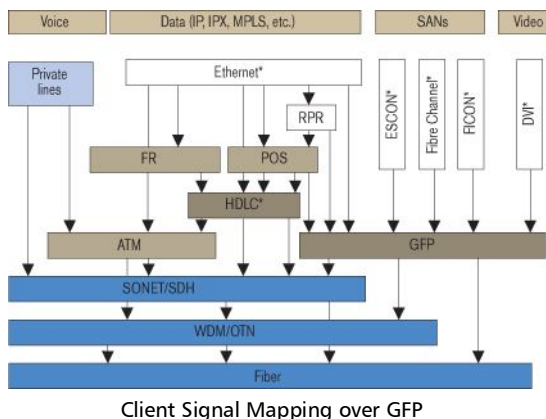 Voice
Data (IP, IPX, MPLS, etc.)
SANs
Video
Private
lines
Ethernet*
RPR
ESCON*
Fibre Channel*
FICON*
DVI*
FR
POS
HDLC*
ATM
GFP
SONET/SDH
WDM/OTN
Fiber
Client Signal Mapping over GFP